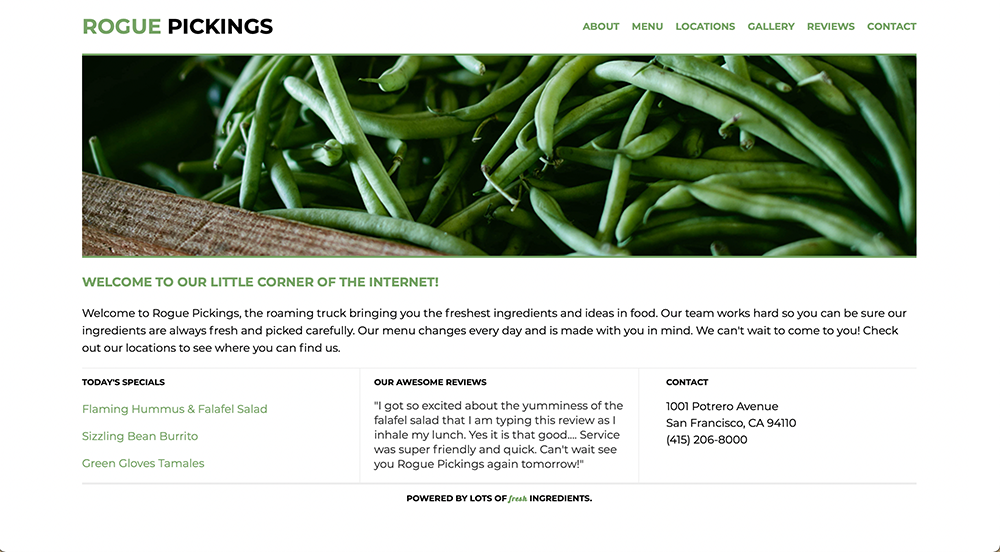 ROGUE PICKINGS
ABOUT MENU LOCATIONS GALLERY REVIEWS CONTACT
WELCOME TO OUR LITTLE CORNER OF THE INTERNET!
Welcome to Rogue Pickings, the roaming truck bringing you the freshest ingredients and ideas in food. Our team works hard so you can be sure our
ingredients are always fresh and picked carefully. Our menu changes every day and is made with you in mind. We can't wait to come to you! Check
out our locations to see where you can find us.
TODAY'S SPECIALS
Flaming Hummus & Falafel Salad
Sizzling Bean Burrito
Green Gloves Tamales
OUR AWESOME REVIEWS
"I got so excited about the yumminess of the
falafel salad that I am typing this review as I
inhale my lunch. Yes it is that good.... Service
was super friendly and quick. Can't wait see
you Rogue Pickings again tomorrow!"
CONTACT
1001 Potrero Avenue
San Francisco, CA 94110
(415) 206-8000
POWERED BY LOTS OF fresh INGREDIENTS.